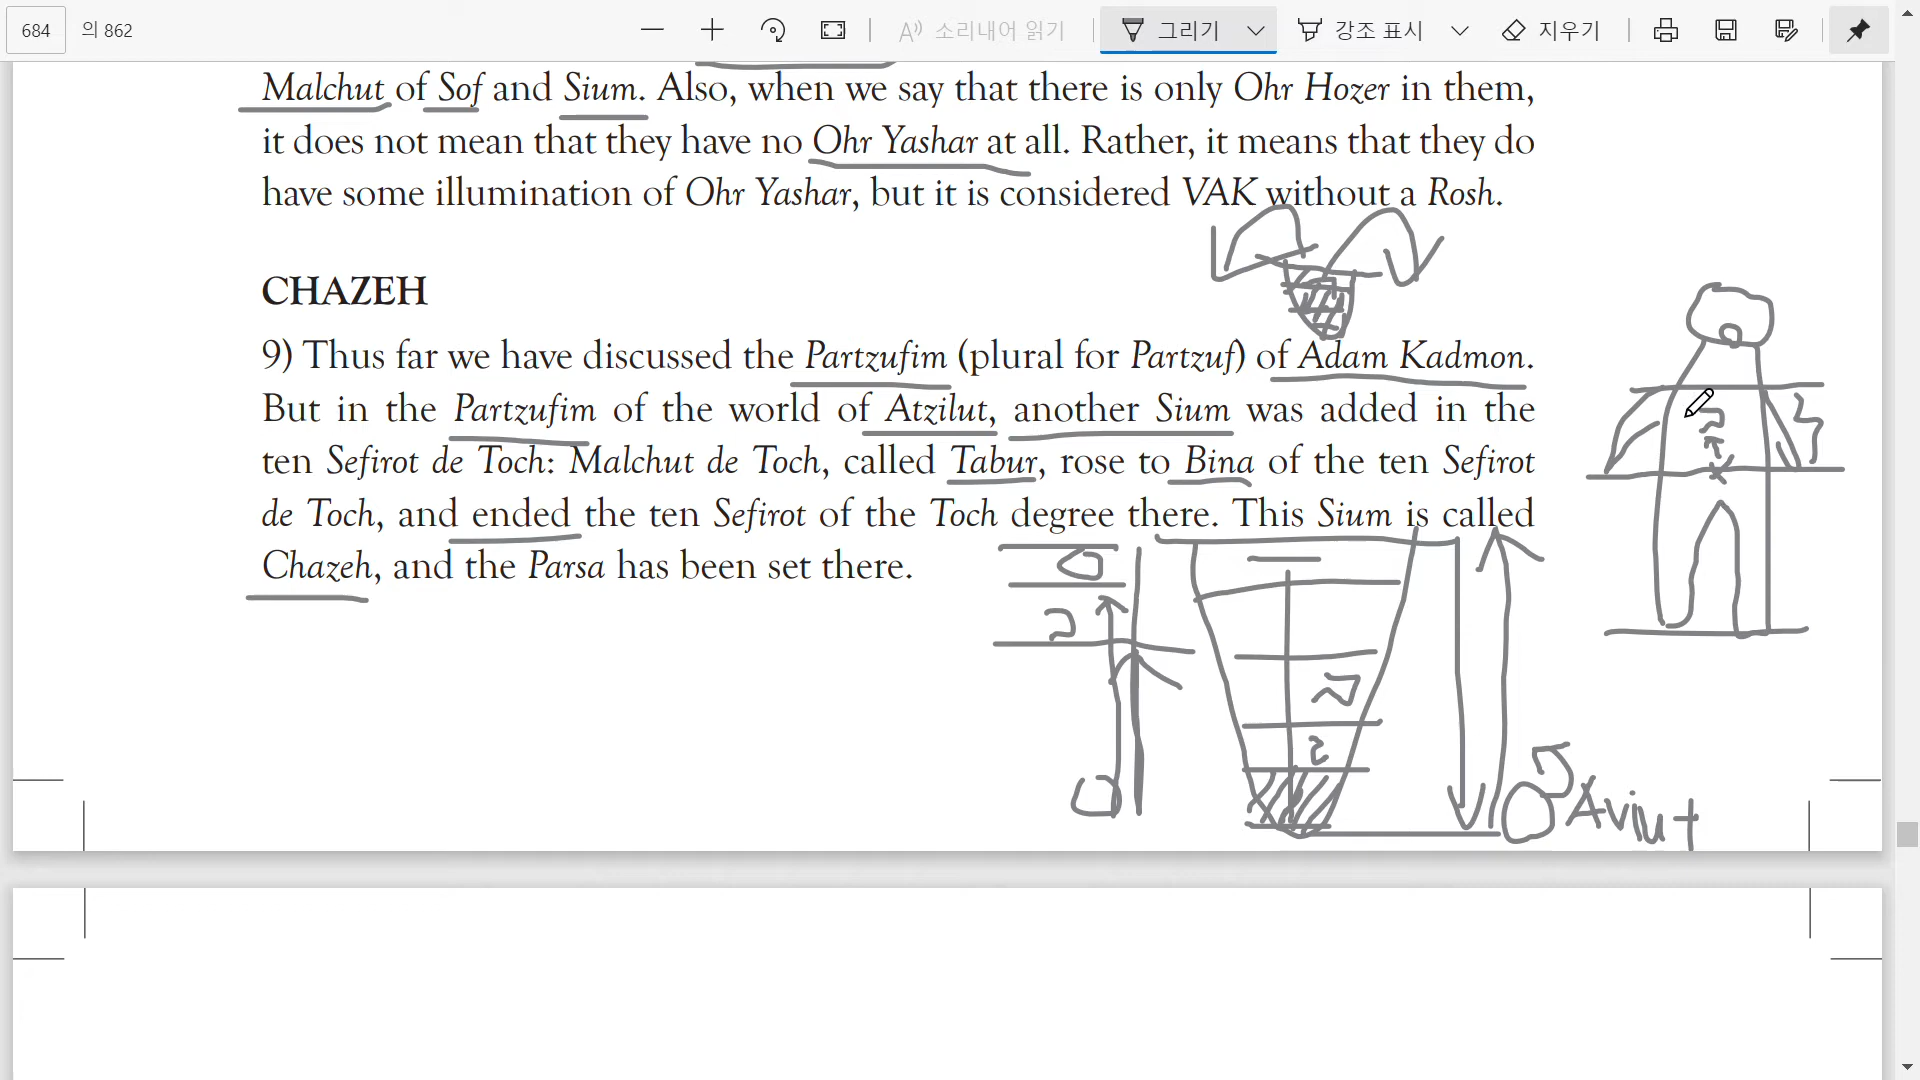 684 의 862 소리내어 읽기 그리기 강조 표시 지우기
Malchut of Sof and Sium. Also, when we say that there is only Ohr Hozer in them,
it does not mean that they have no Ohr Yashar at all. Rather, it means that they do
have some illumination of Ohr Yashar, but it is considered VAK without a Rosh.
CHAZEH
9) Thus far we have discussed the Partzufim (plural for Partzuf) of Adam Kadmon.
But in the Partzufim of the world of Atzilut, another Sium was added in the
ten Sefirot de Toch: Malchut de Toch, called Tabur, rose to Bina of the ten Sefirot
de Toch, and ended the ten Sefirot of the Toch degree there. This Sium is called
Chazeh, and the Parsa has been set there.
Aviut